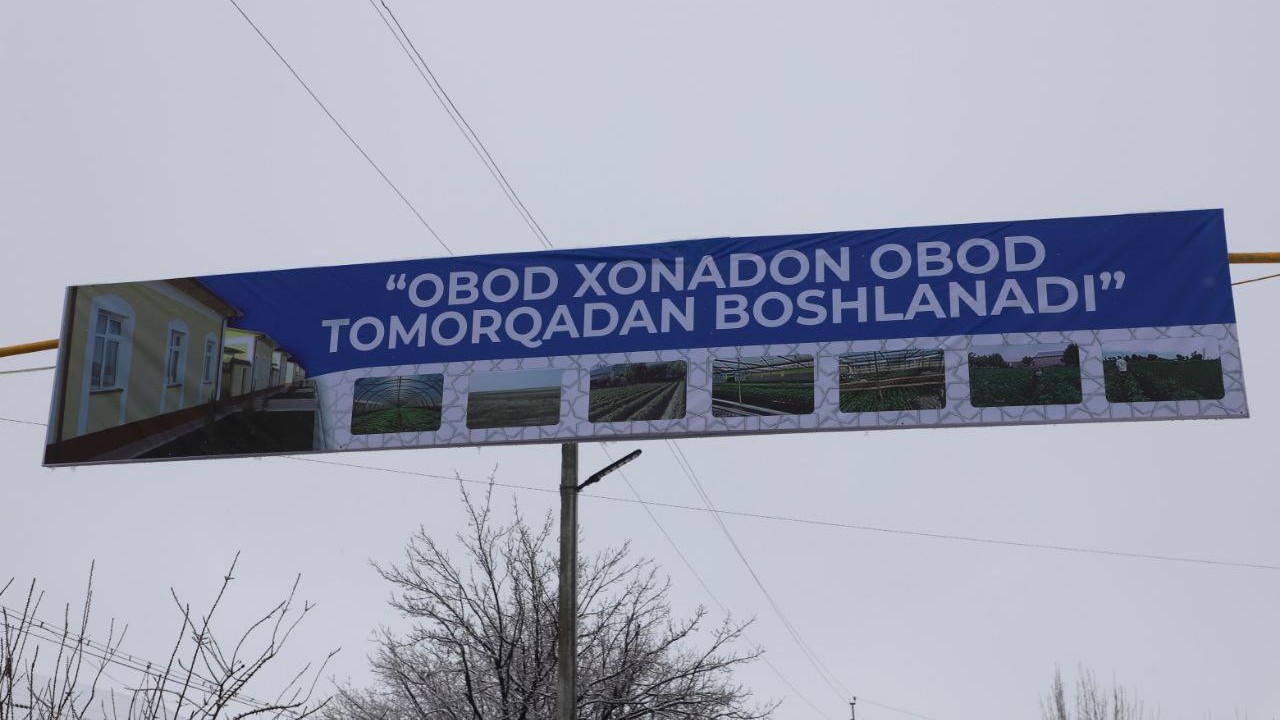 “OBOD XONADON OBOD
TOMORQADAN BOSHLANADI”